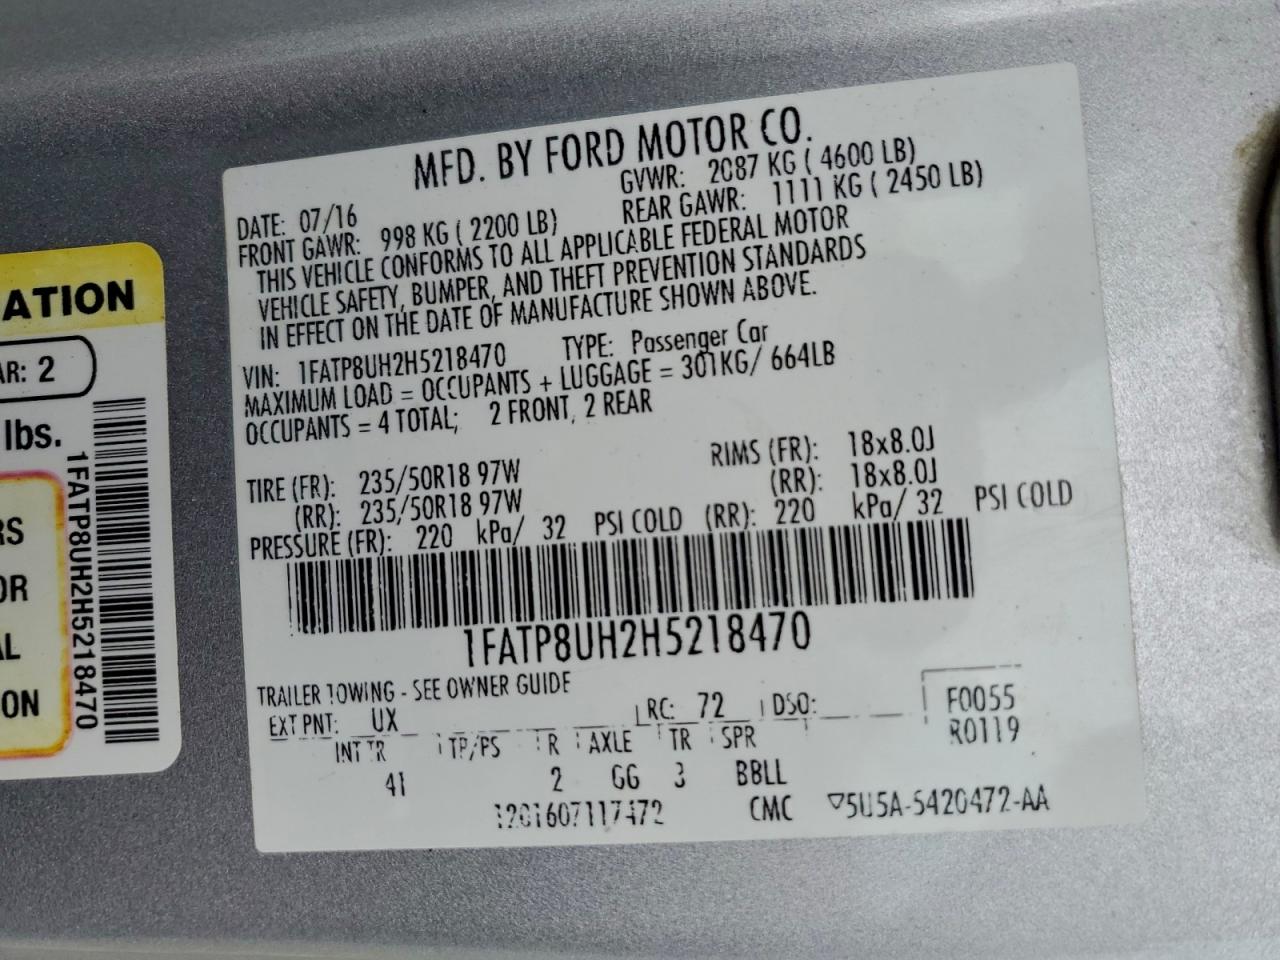 MFD. BY FORD MOTOR CO.
DATE: 07/16 GVWR: 2087 KG ( 4600 LB)
FRONT GAWR: 998 KG ( 2200 LB) REAR GAWR: 1111 KG ( 2450 LB)
THIS VEHICLE CONFORMS TO ALL APPLICABLE FEDERAL MOTOR
VEHICLE SAFETY, BUMPER, AND THEFT PREVENTION STANDARDS
IN EFFECT ON THE DATE OF MANUFACTURE SHOWN ABOVE.
VIN: 1FATP8UH2H5218470 TYPE: Passenger Car
MAXIMUM LOAD = OCCUPANTS + LUGGAGE = 301KG/ 664LB
OCCUPANTS = 4 TOTAL; 2 FRONT, 2 REAR
TIRE (FR): 235/50R18 97W RIMS (FR): 18x8.0J
(RR): 235/50R18 97W (RR): 18x8.0J
PRESSURE (FR): 220 kPa/ 32 PSI COLD (RR): 220 kPa/ 32 PSI COLD
1FATP8UH2H5218470
TRAILER TOWING - SEE OWNER GUIDE
EXT PNT: UX RC: 72 DSO: F0055
R0119
INT TR TP/PS R AXLE TR SPR
41 2 GG 3 BBLL
1201607117472 CMC ▽5U5A-5420472-AA
ATION
AR: 2
lbs.
RS
OR
AL
ON
1FATP8UH2H5218470